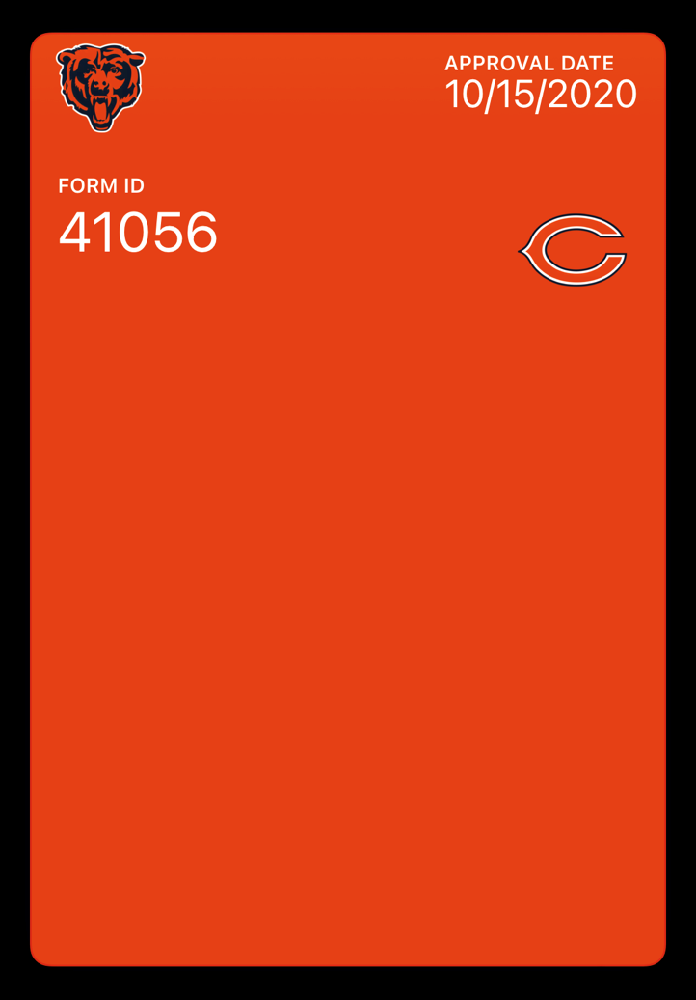 APPROVAL DATE
10/15/2020
FORM ID
41056